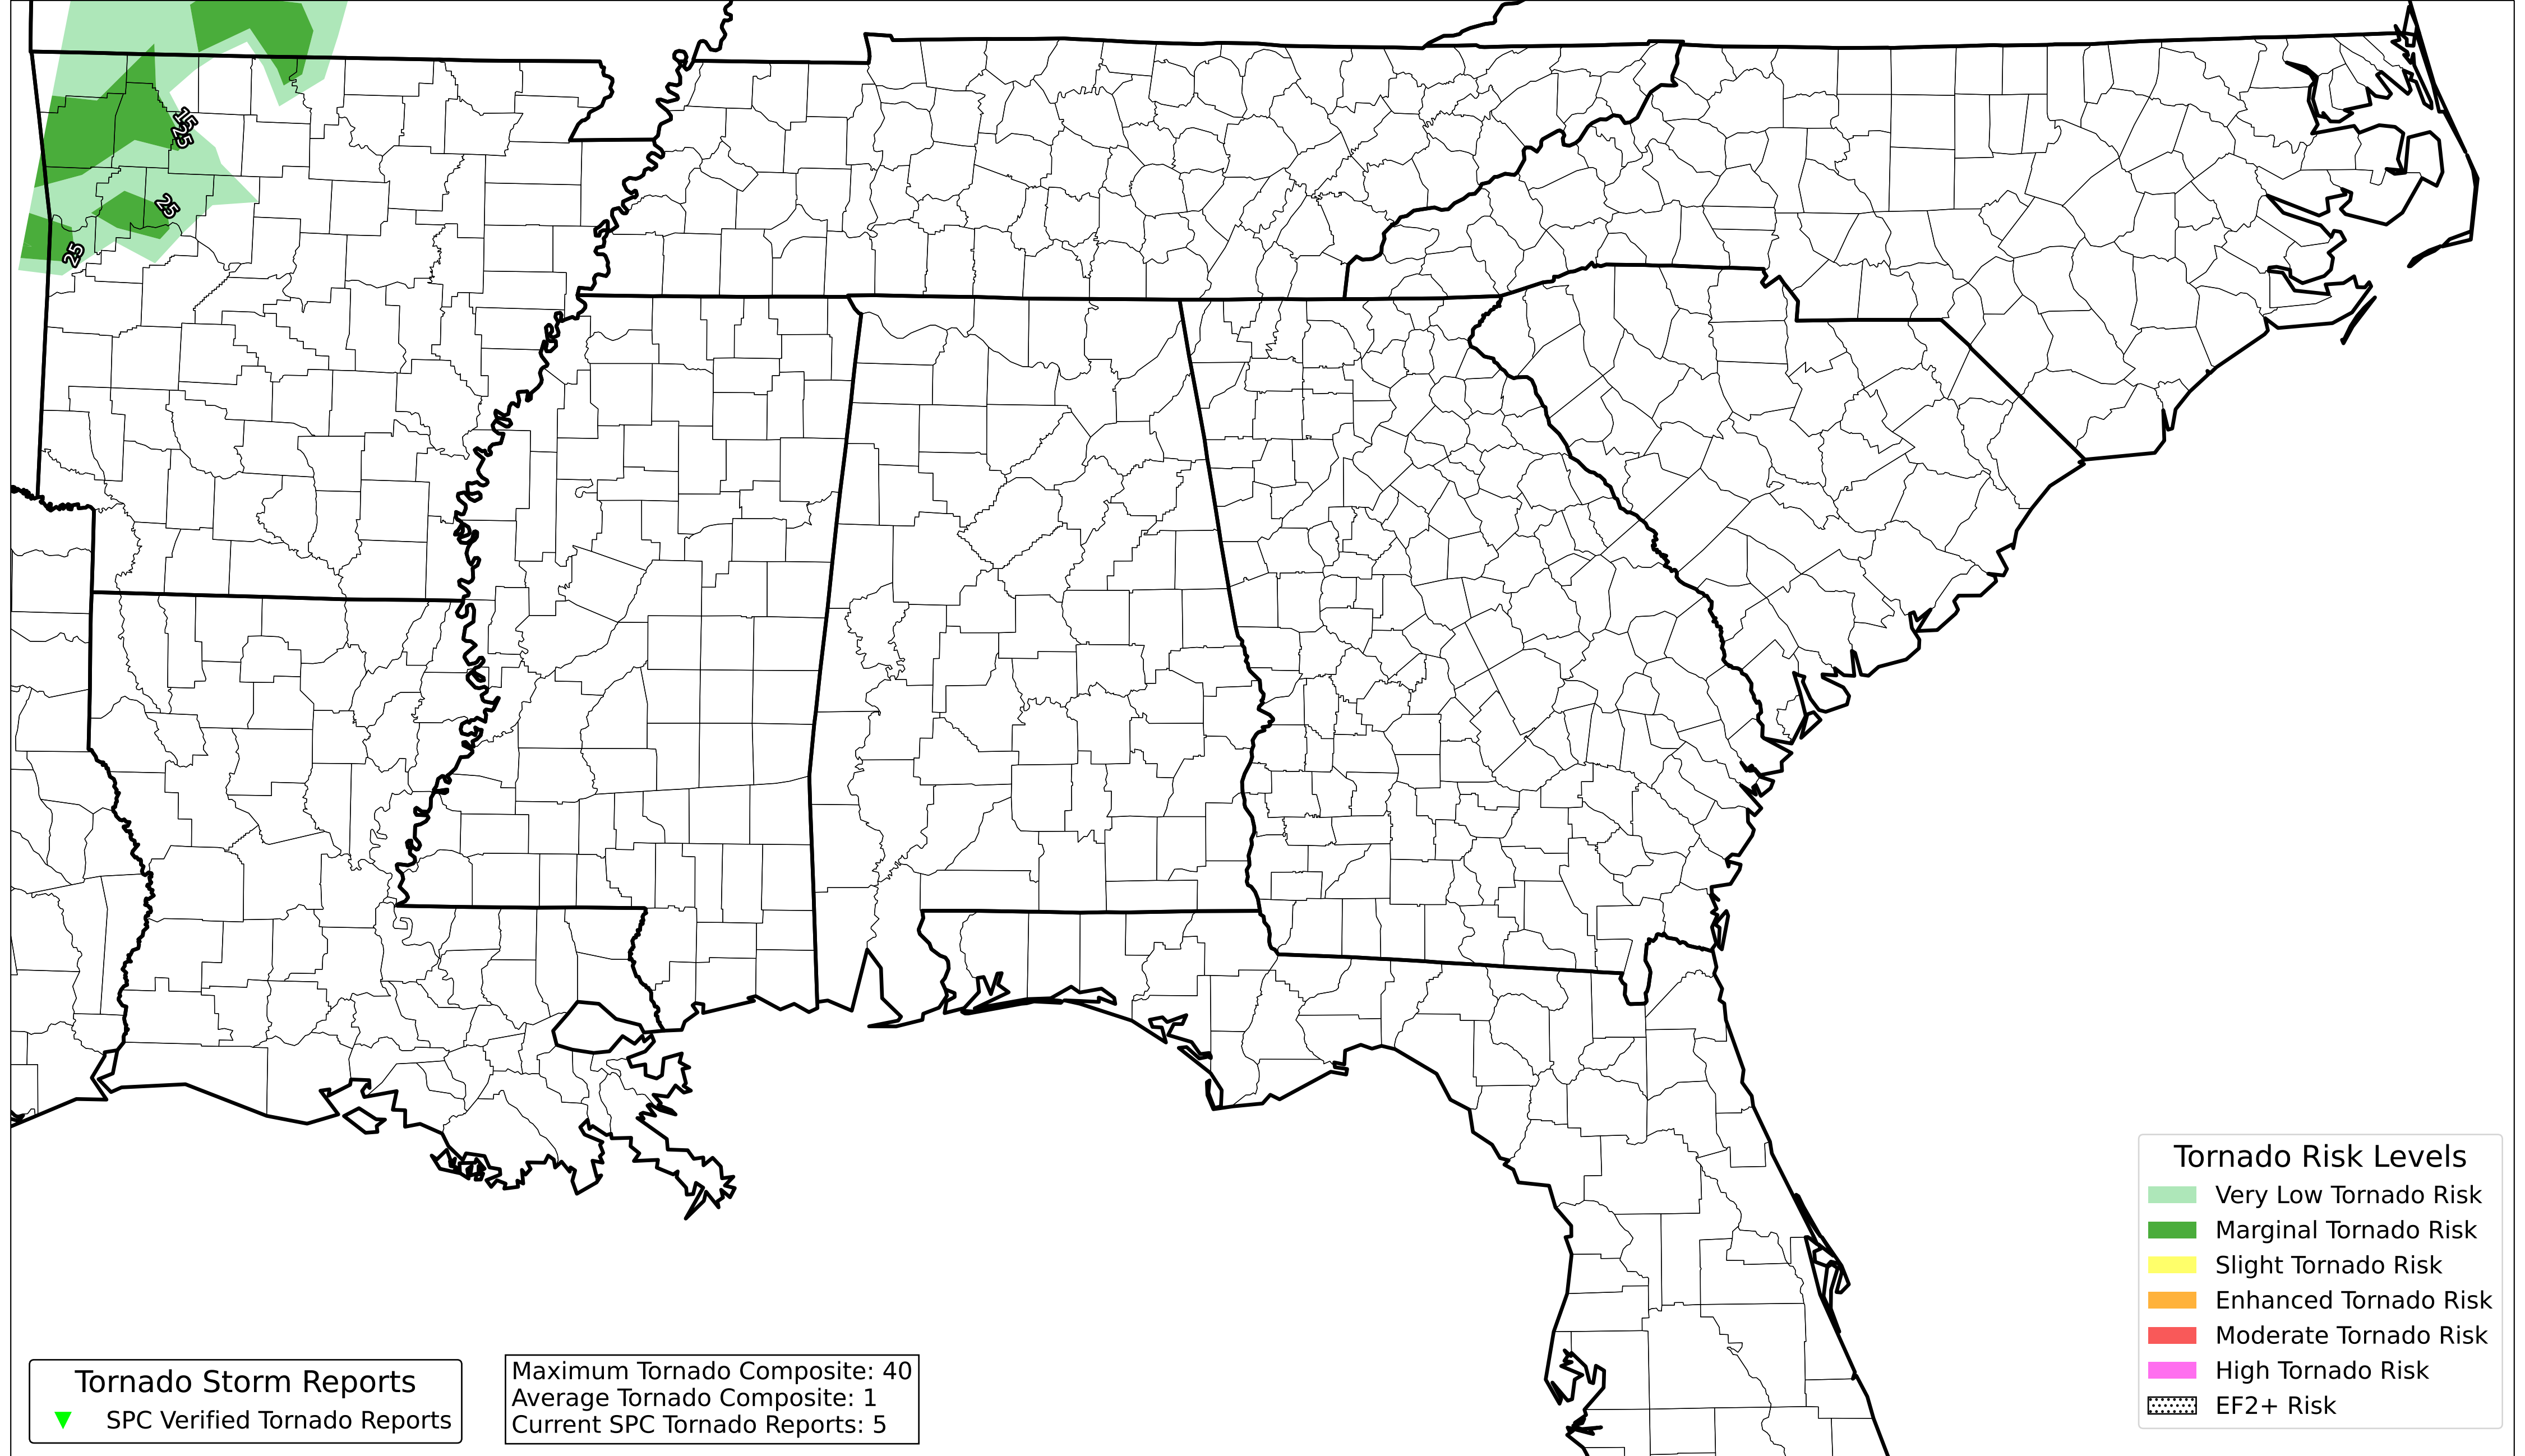 15
25
25
25
Tornado Storm Reports
SPC Verified Tornado Reports
Maximum Tornado Composite: 40
Average Tornado Composite: 1
Current SPC Tornado Reports: 5
Tornado Risk Levels
Very Low Tornado Risk
Marginal Tornado Risk
Slight Tornado Risk
Enhanced Tornado Risk
Moderate Tornado Risk
High Tornado Risk
EF2+ Risk